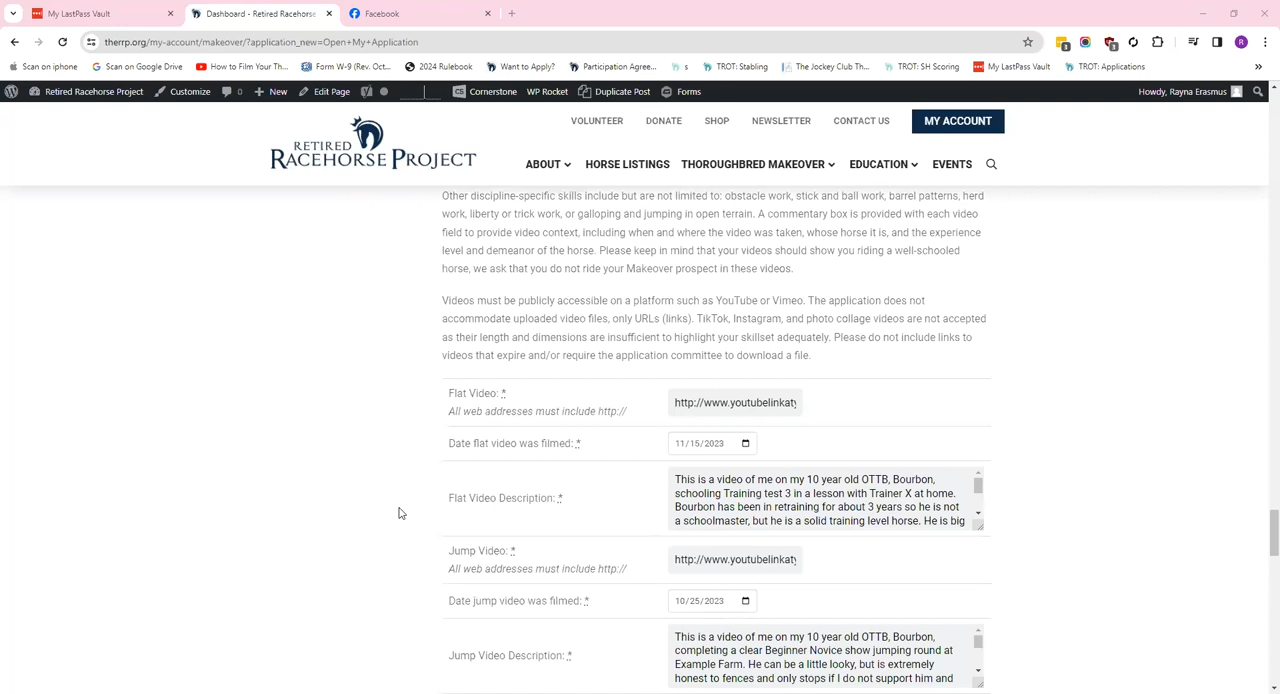 My LastPass Vault
Dashboard - Retired Racehorse
Facebook
therrp.org/my-account/makeover/?application_new=Open+My+Application
Scan on iphone
Scan on Google Drive
How to Film Your Th...
Form W-9 (Rev. Oct...
2024 Rulebook
Want to Apply?
Participation Agree...
s
TROT: Stabling
The Jockey Club Th...
TROT: SH Scoring
My LastPass Vault
TROT: Applications
Retired Racehorse Project
Customize
0
New
Edit Page
Cornerstone
WP Rocket
Duplicate Post
Forms
Howdy, Rayna Erasmus
RETIRED
RACEHORSE PROJECT
VOLUNTEER DONATE SHOP NEWSLETTER CONTACT US MY ACCOUNT
ABOUT HORSE LISTINGS THOROUGHBRED MAKEOVER EDUCATION EVENTS
Other discipline-specific skills include but are not limited to: obstacle work, stick and ball work, barrel patterns, herd
work, liberty or trick work, or galloping and jumping in open terrain. A commentary box is provided with each video
field to provide video context, including when and where the video was taken, whose horse it is, and the experience
level and demeanor of the horse. Please keep in mind that your videos should show you riding a well-schooled
horse, we ask that you do not ride your Makeover prospect in these videos.
Videos must be publicly accessible on a platform such as YouTube or Vimeo. The application does not
accommodate uploaded video files, only URLs (links). TikTok, Instagram, and photo collage videos are not accepted
as their length and dimensions are insufficient to highlight your skillset adequately. Please do not include links to
videos that expire and/or require the application committee to download a file.
Flat Video: *
All web addresses must include http://
http://www.youtubelinkaty
Date flat video was filmed: *
11/15/2023
Flat Video Description: *
This is a video of me on my 10 year old OTTB, Bourbon,
schooling Training test 3 in a lesson with Trainer X at home.
Bourbon has been in retraining for about 3 years so he is not
a schoolmaster, but he is a solid training level horse. He is big
Jump Video: *
All web addresses must include http://
http://www.youtubelinkaty
Date jump video was filmed: *
10/25/2023
Jump Video Description: *
This is a video of me on my 10 year old OTTB, Bourbon,
completing a clear Beginner Novice show jumping round at
Example Farm. He can be a little looky, but is extremely
honest to fences and only stops if I do not support him and